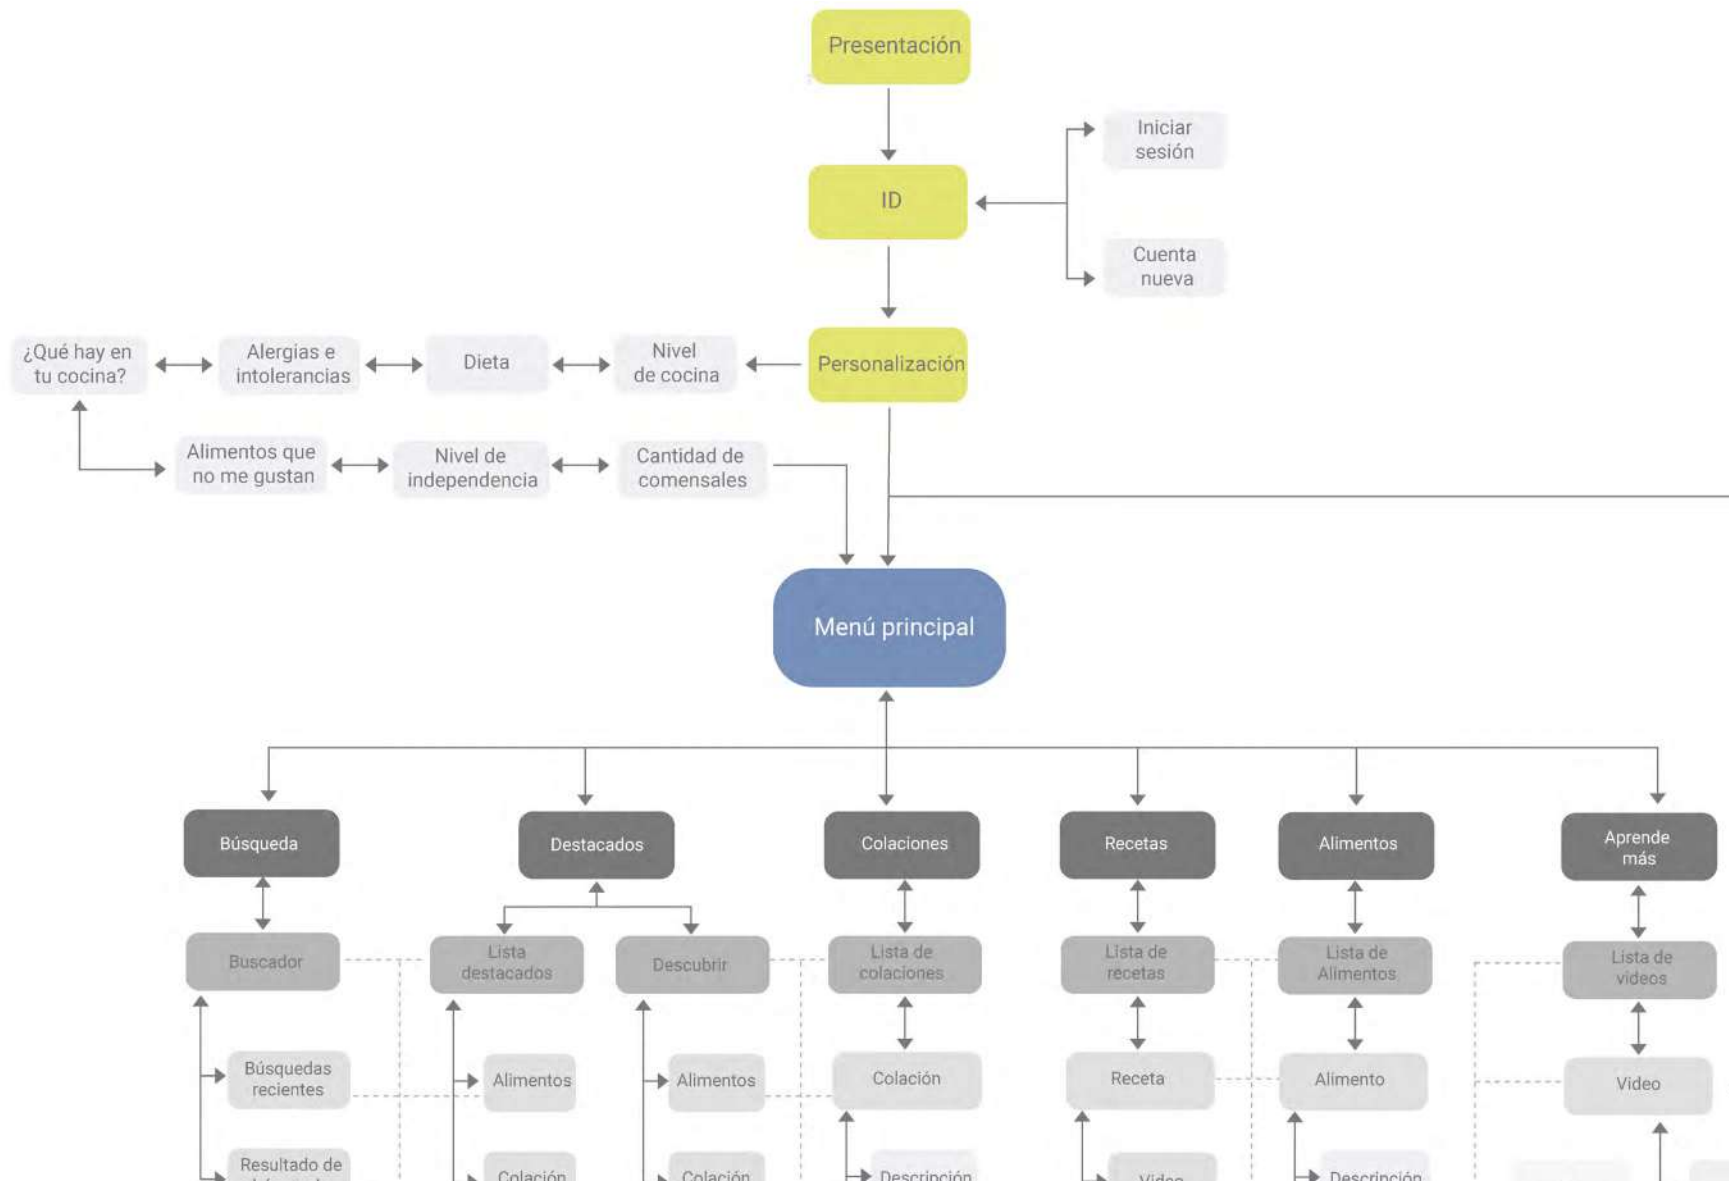 Presentación
Iniciar
sesión
ID
Cuenta
nueva
¿Qué hay en
tu cocina?
Alergias e
intolerancias
Dieta
Nivel
de cocina
Personalización
Alimentos que
no me gustan
Nivel de
independencia
Cantidad de
comensales
Menú principal
Búsqueda
Destacados
Colaciones
Recetas
Alimentos
Aprende
más
Buscador
Lista
destacados
Descubrir
Lista de
colaciones
Lista de
recetas
Lista de
Alimentos
Lista de
videos
Búsquedas
recientes
Alimentos
Alimentos
Colación
Receta
Alimento
Video
Resultado de
Colación
Colación
Descripción
Video
Descripción